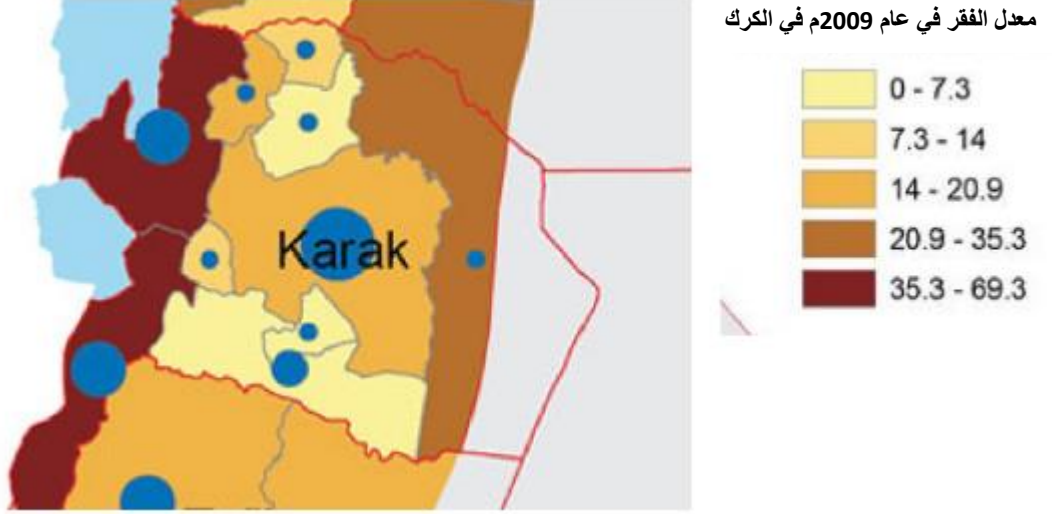 معدل الفقر في عام 2009م في الكرك
0 - 7.3
7.3 - 14
14 - 20.9
20.9 - 35.3
35.3 - 69.3
Karak